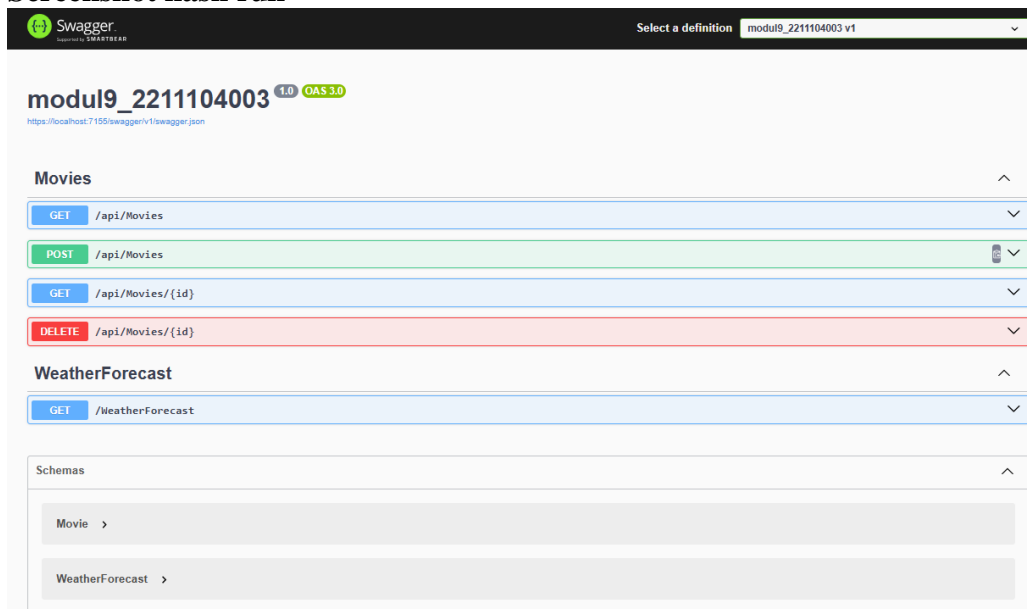 Swagger.
Supported by SMARTBEAR
Select a definition
modul9_2211104003 v1
modul9_2211104003 1.0 OAS 3.0
https://localhost:7155/swagger/v1/swagger.json
Movies
GET /api/Movies
POST /api/Movies
GET /api/Movies/{id}
DELETE /api/Movies/{id}
WeatherForecast
GET /WeatherForecast
Schemas
Movie
WeatherForecast